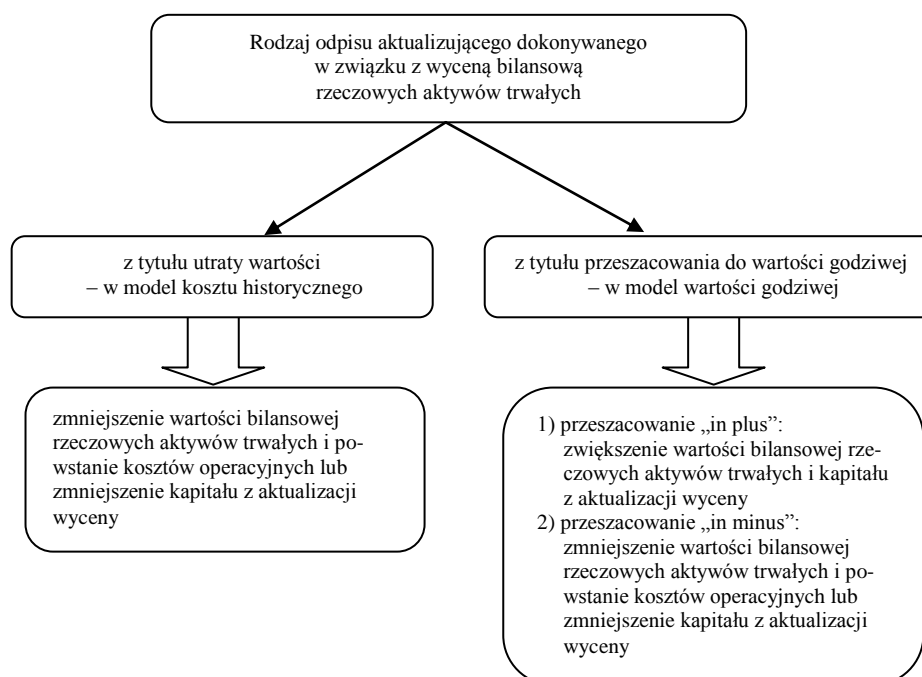 Rodzaj odpisu aktualizującego dokonywanego
w związku z wyceną bilansową
rzeczowych aktywów trwałych
z tytułu utraty wartości
– w model kosztu historycznego
z tytułu przeszacowania do wartości godziwej
– w model wartości godziwej
zmniejszenie wartości bilansowej
rzeczowych aktywów trwałych i po-
wstanie kosztów operacyjnych lub
zmniejszenie kapitału z aktualizacji
wyceny
1) przeszacowanie „in plus”:
zwiększenie wartości bilansowej rze-
czowych aktywów trwałych i kapitału
z aktualizacji wyceny
2) przeszacowanie „in minus”:
zmniejszenie wartości bilansowej
rzeczowych aktywów trwałych i po-
wstanie kosztów operacyjnych lub
zmniejszenie kapitału z aktualizacji
wyceny